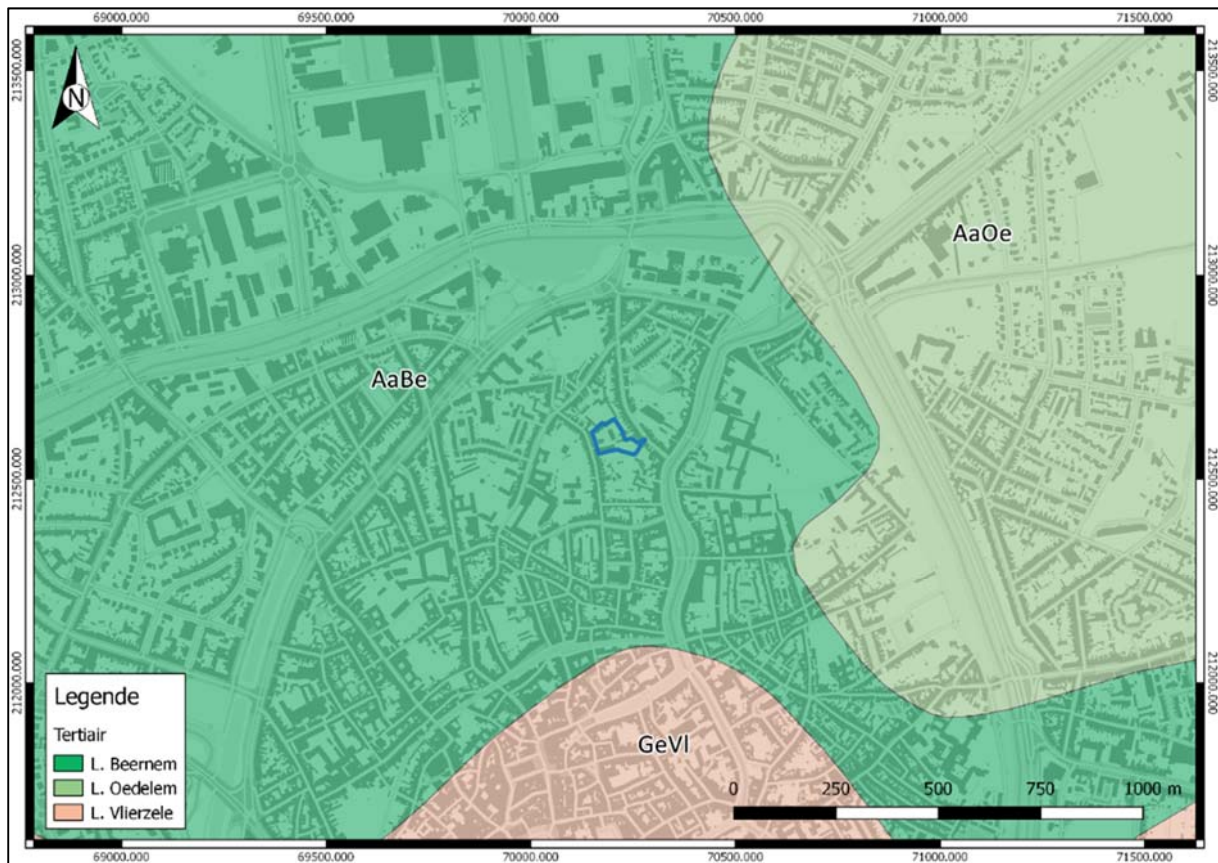 69000.000 69500.000 70000.000 70500.000 71000.000 71500.000
213500.000 213500.000
N
AaOe
213000.000 213000.000
AaBe
212500.000 212500.000
212000.000 212000.000
GeVl
Legende
Tertiair
L. Beernem
L. Oedelem
L. Vlierzele
0 250 500 750 1000 m
69000.000 69500.000 70000.000 70500.000 71000.000 71500.000